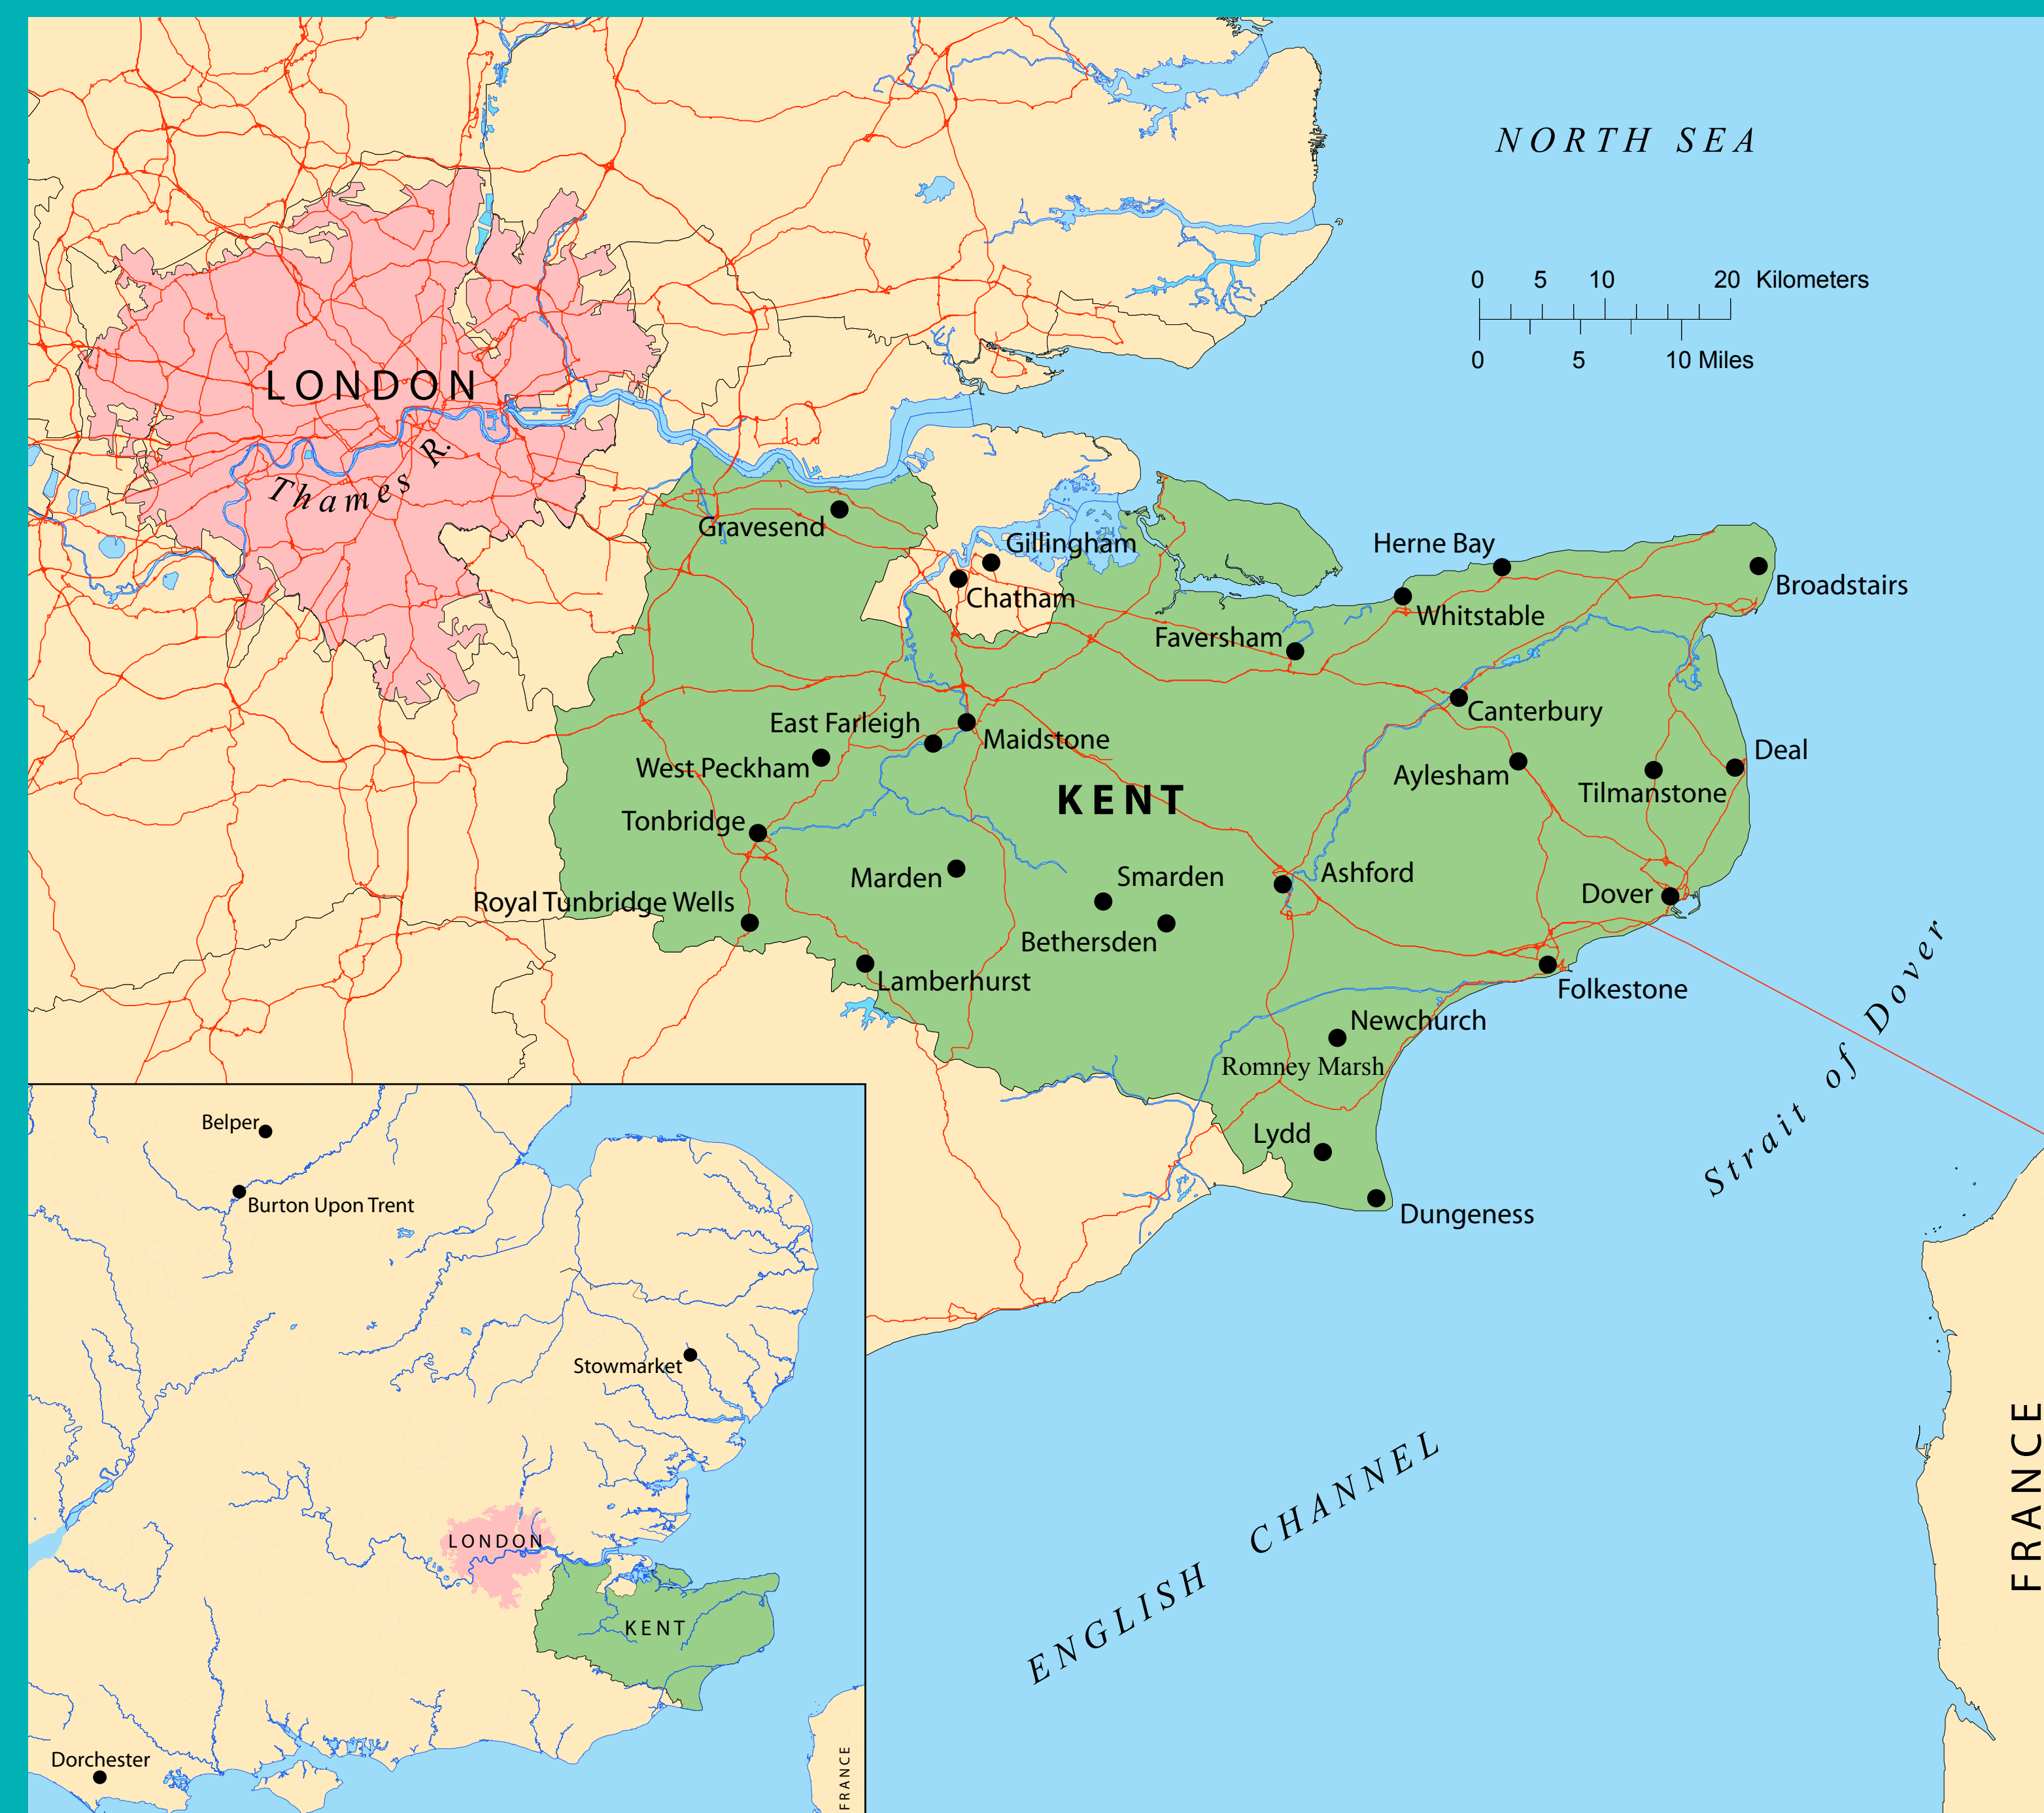 NORTH SEA
0 5 10 20 Kilometers
0 5 10 Miles
LONDON
Thames R.
Gravesend
Gillingham
Chatham
Herne Bay
Broadstairs
Whitstable
Faversham
Canterbury
East Farleigh
Maidstone
West Peckham
Deal
Aylesham
Tilmanstone
KENT
Tonbridge
Marden
Smarden
Ashford
Dover
Royal Tunbridge Wells
Bethersden
Lamberhurst
Folkestone
Newchurch
Romney Marsh
Strait of Dover
Lydd
Dungeness
ENGLISH CHANNEL
FRANCE
Belper
Burton Upon Trent
Stowmarket
LONDON
KENT
Dorchester
FRANCE